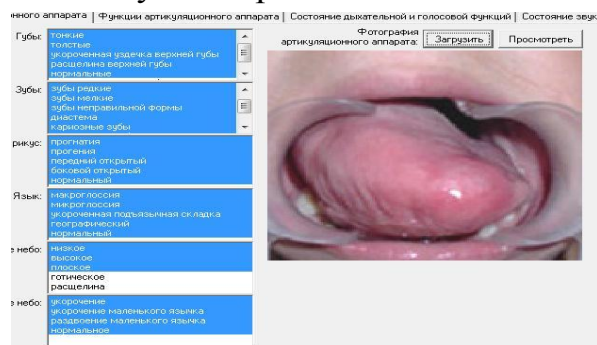 нного аппарата | Функции артикуляционного аппарата | Состояние дыхательной и голосовой функций | Состояние звук
Губы:
тонкие
толстые
укороченная уздечка верхней губы
расщелина верхней губы
нормальные
Фотография
артикуляционного аппарата:
Загрузить
Просмотреть
Зубы:
зубы редкие
зубы мелкие
зубы неправильной формы
диастема
кариозные зубы
рикус:
прогнатия
прогения
передний открытый
боковой открытый
нормальный
Язык:
макроглоссия
микроглоссия
укороченная подъязычная складка
географический
нормальный
е небо:
низкое
высокое
плоское
готическое
расщелина
е небо:
укорочение
укорочение маленького язычка
раздвоение маленького язычка
нормальное